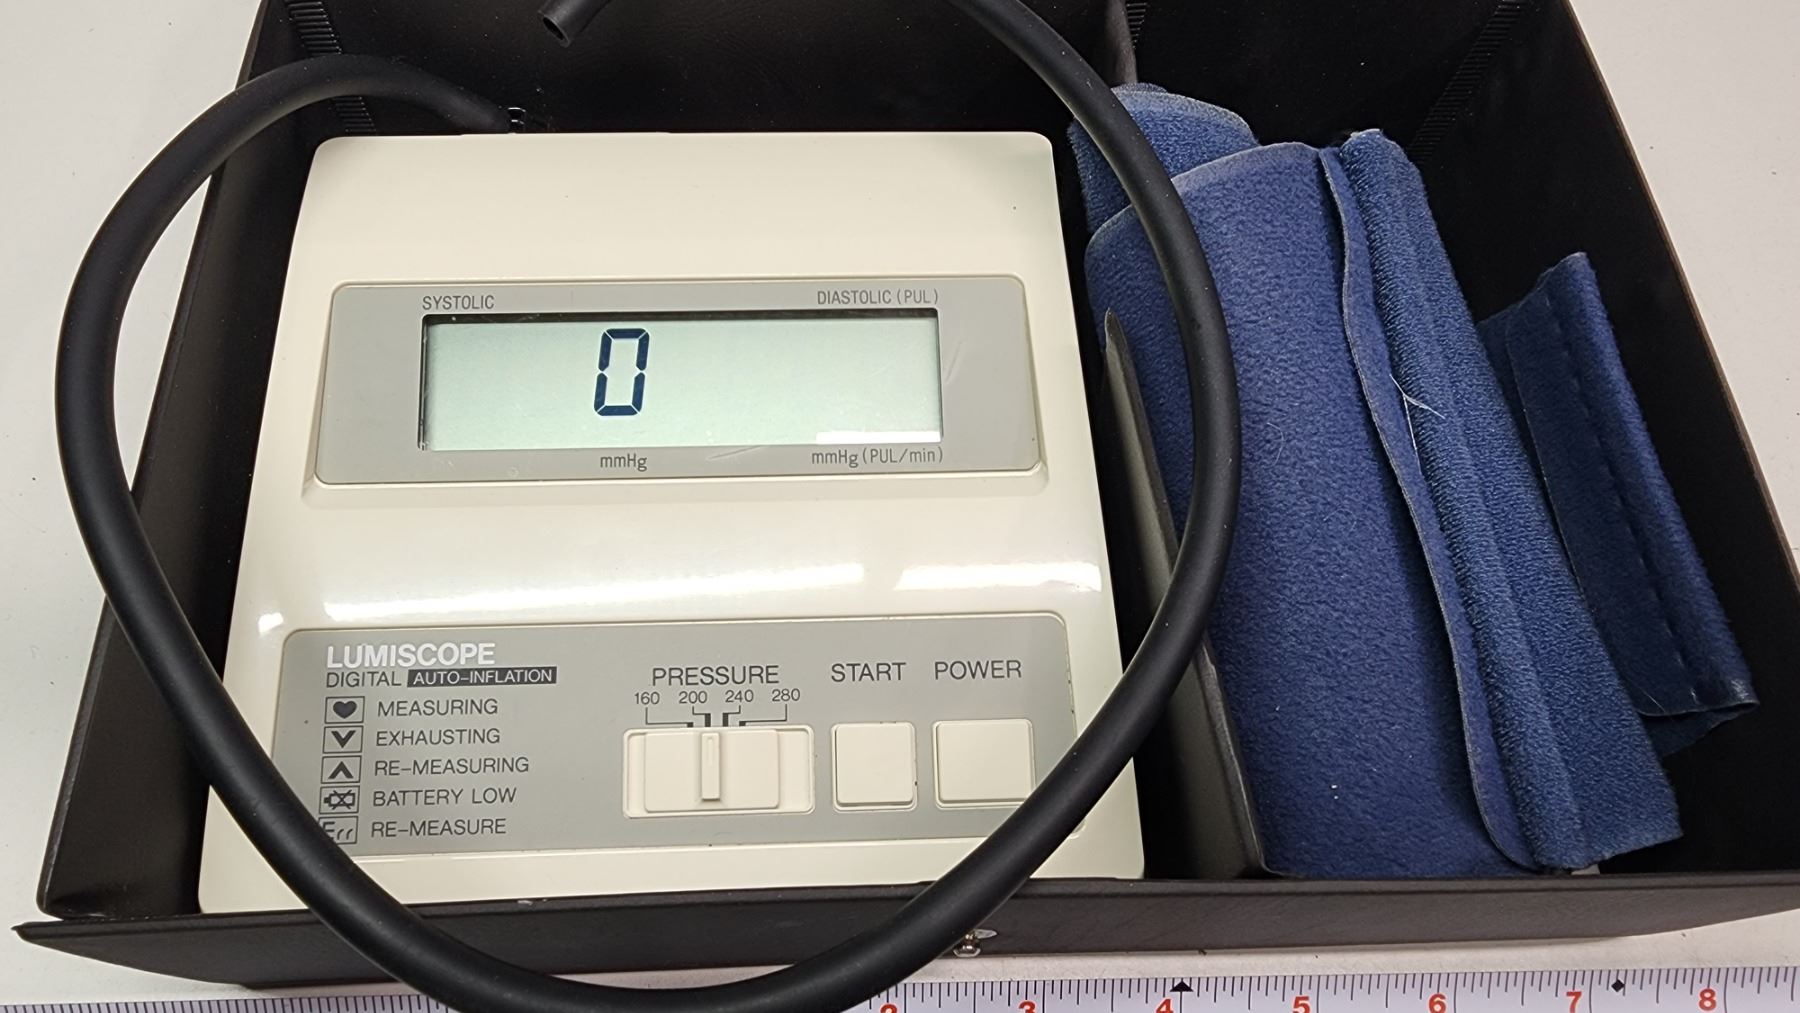 SYSTOLIC DIASTOLIC (PUL)
0
mmHg mmHg (PUL/min)
LUMISCOPE
DIGITAL AUTO-INFLATION
MEASURING
EXHAUSTING
RE-MEASURING
BATTERY LOW
Err RE-MEASURE
PRESSURE
160 200 240 280
START
POWER
2 3 4 5 6 7 8